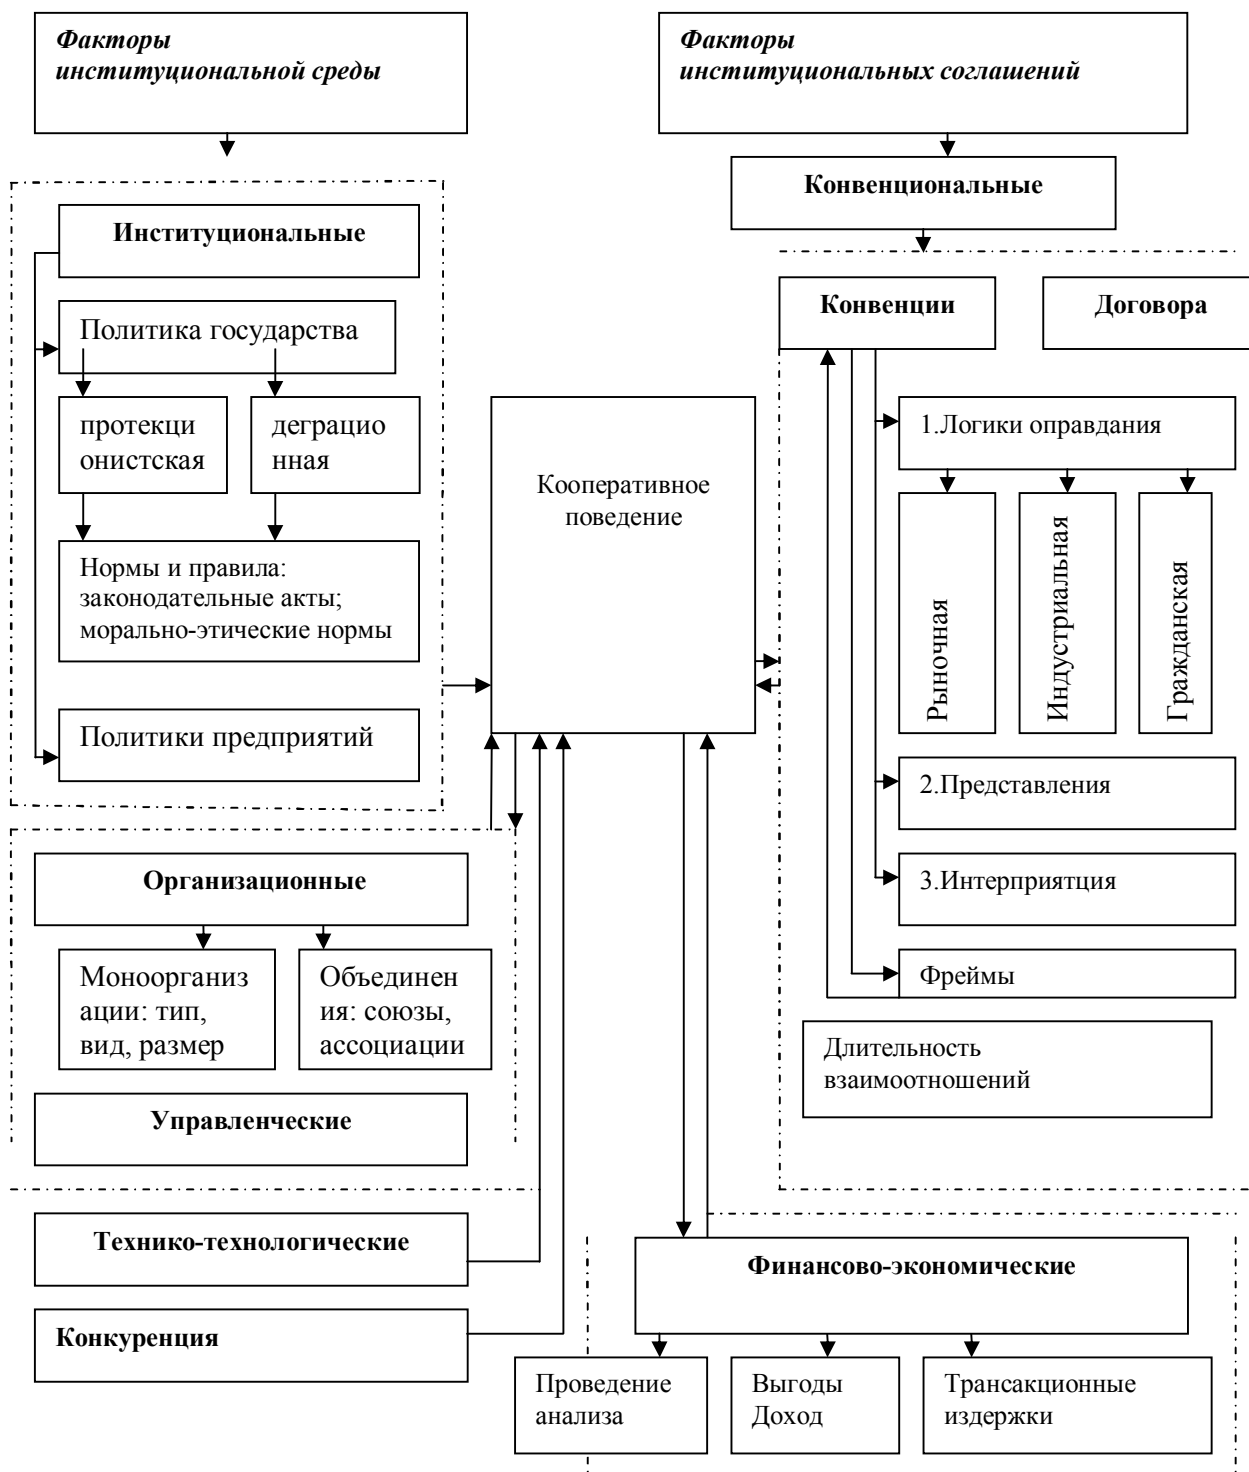 Факторы
институциональной среды
Факторы
институциональных соглашений
Конвенциональные
Институциональные
Политика государства
протекци
онистская
деграцио
нная
Нормы и правила:
законодательные акты;
морально-этические нормы
Политики предприятий
Организационные
Моноорганиз
ации: тип,
вид, размер
Объединен
ия: союзы,
ассоциации
Управленческие
Технико-технологические
Конкуренция
Кооперативное
поведение
Конвенции
Договора
1.Логики оправдания
Рыночная
Индустриальная
Гражданская
2.Представления
3.Интерприятция
Фреймы
Длительность
взаимоотношений
Финансово-экономические
Проведение
анализа
Выгоды
Доход
Трансакционные
издержки